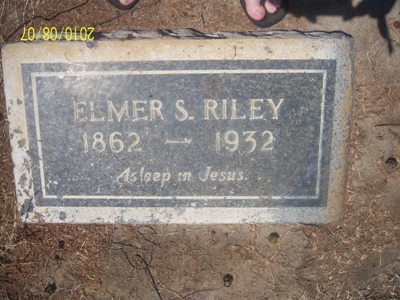 2010/08/07
ELMER S. RILEY
1862 — 1932
Asleep in Jesus.